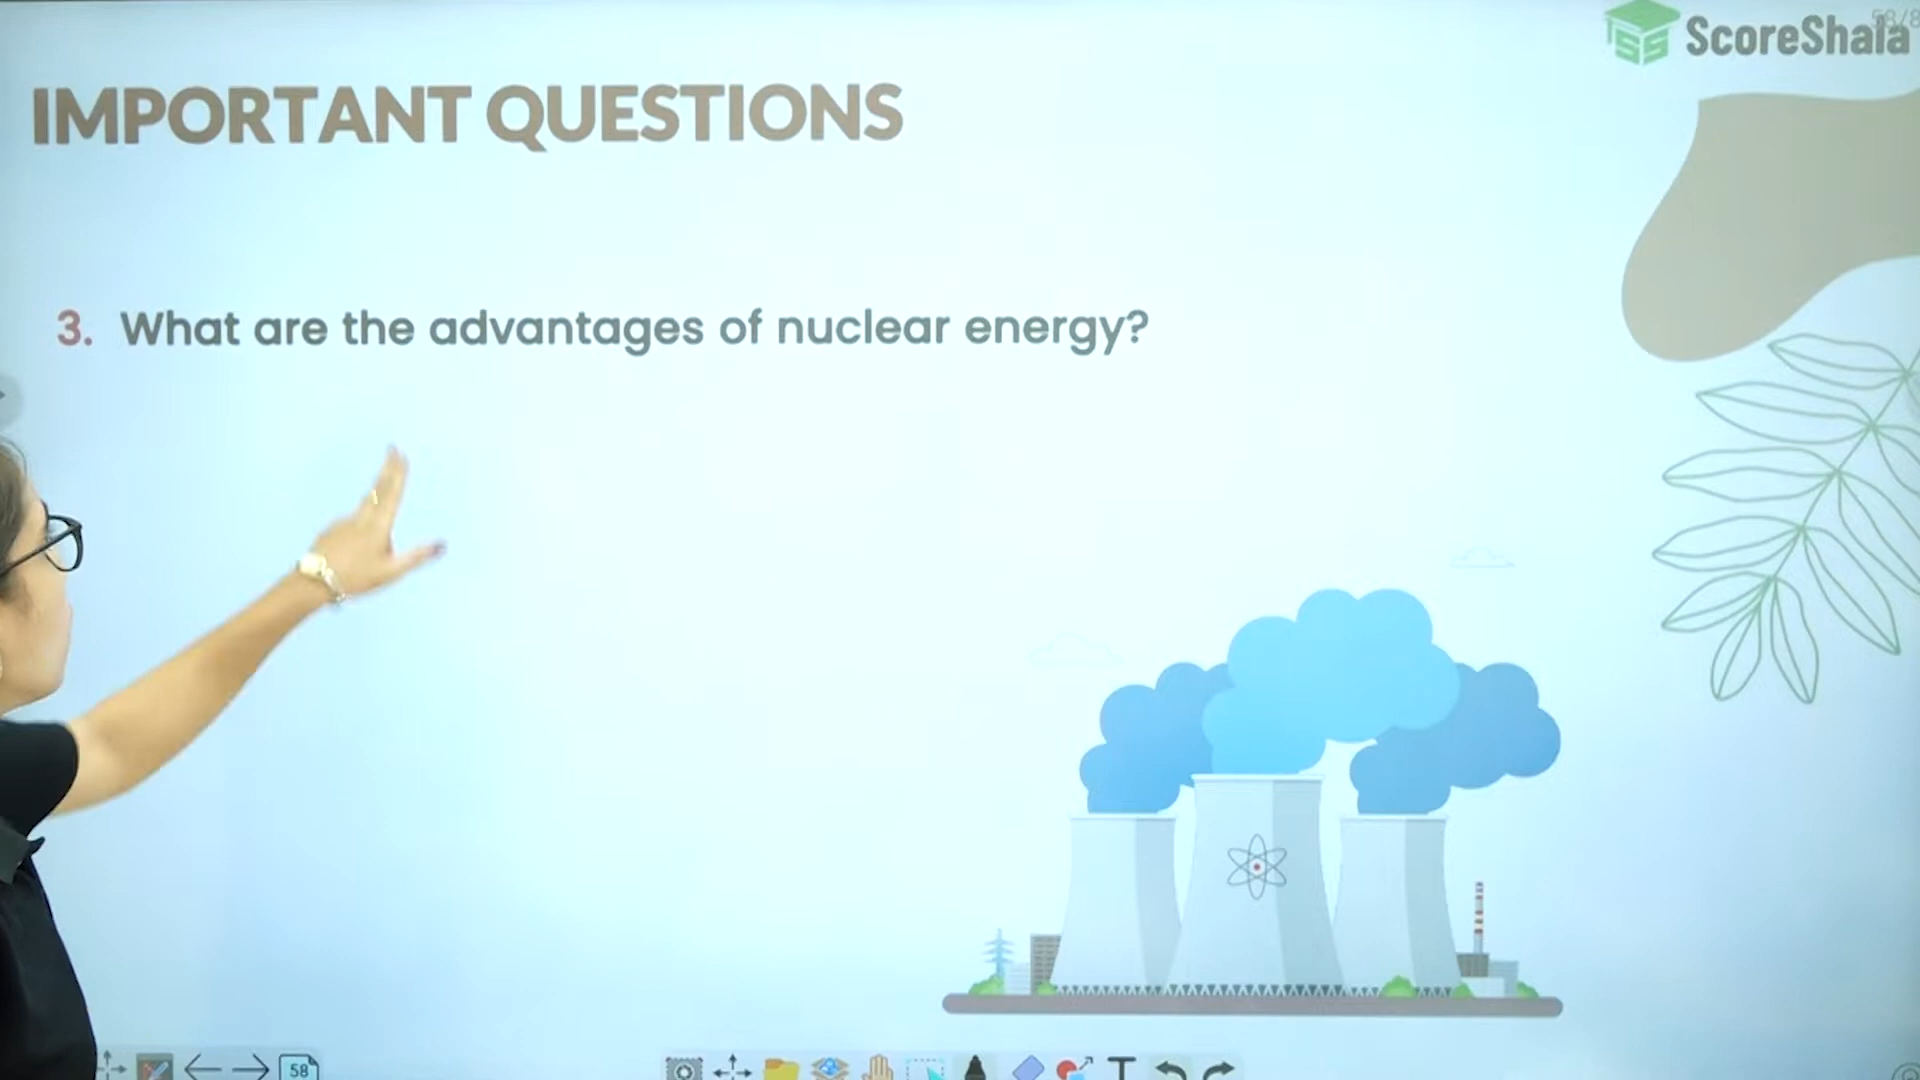 ScoreShala
IMPORTANT QUESTIONS
3. What are the advantages of nuclear energy?
58